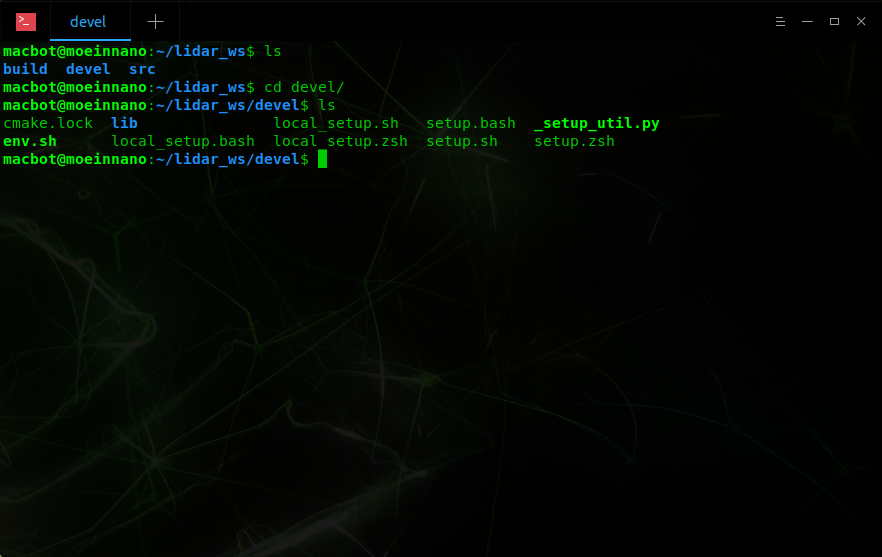 devel
macbot@moeinnano:~/lidar_ws$ ls
build  devel  src
macbot@moeinnano:~/lidar_ws$ cd devel/
macbot@moeinnano:~/lidar_ws/devel$ ls
cmake.lock  lib               local_setup.sh   setup.bash  _setup_util.py
env.sh      local_setup.bash  local_setup.zsh  setup.sh    setup.zsh
macbot@moeinnano:~/lidar_ws/devel$